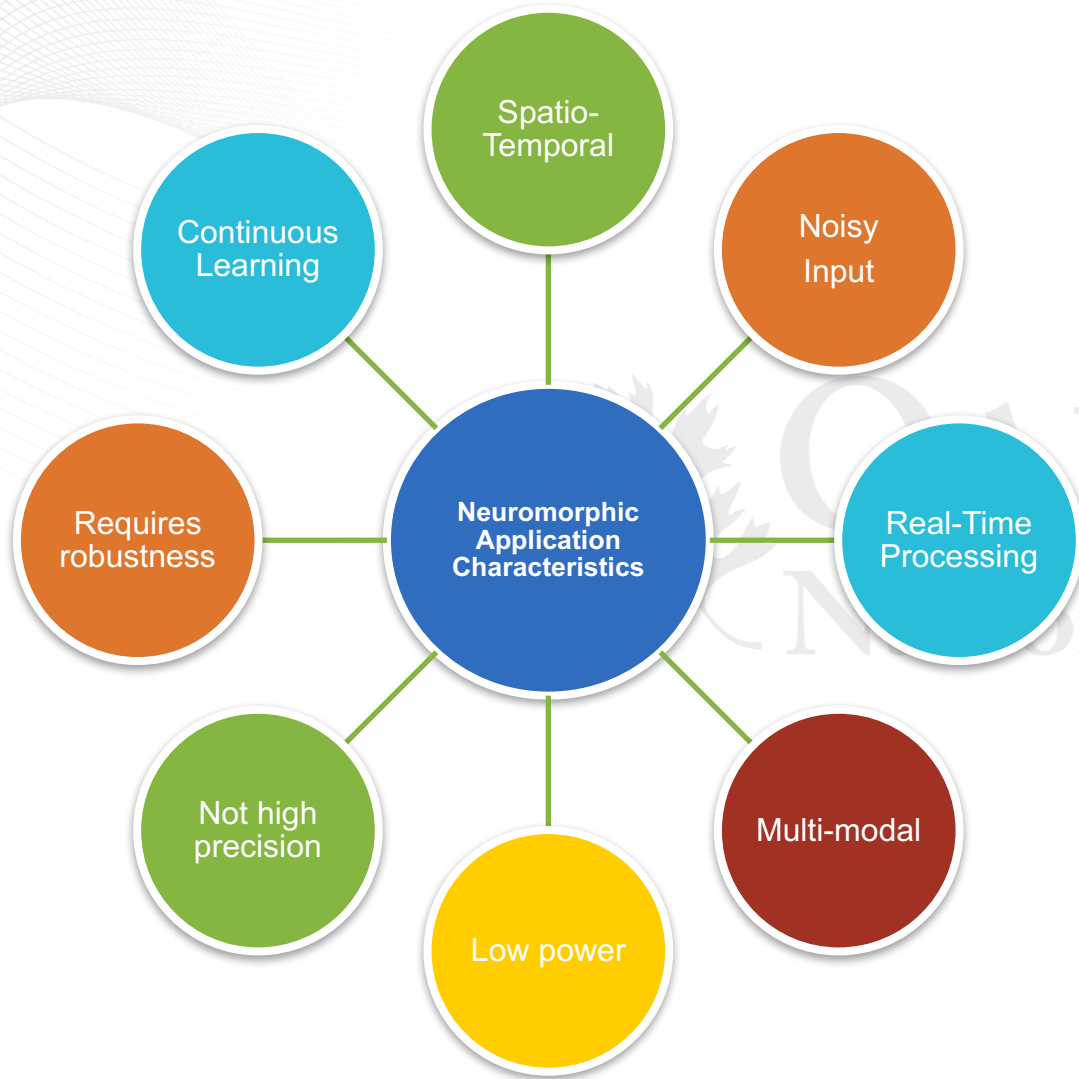 Spatio-
Temporal
Noisy
Input
Continuous
Learning
Neuromorphic
Application
Characteristics
Requires
robustness
Real-Time
Processing
Not high
precision
Multi-modal
Low power